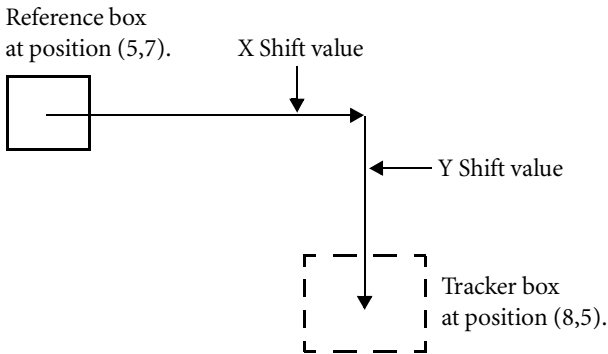 Reference box
at position (5,7).
X Shift value
Y Shift value
Tracker box
at position (8,5).